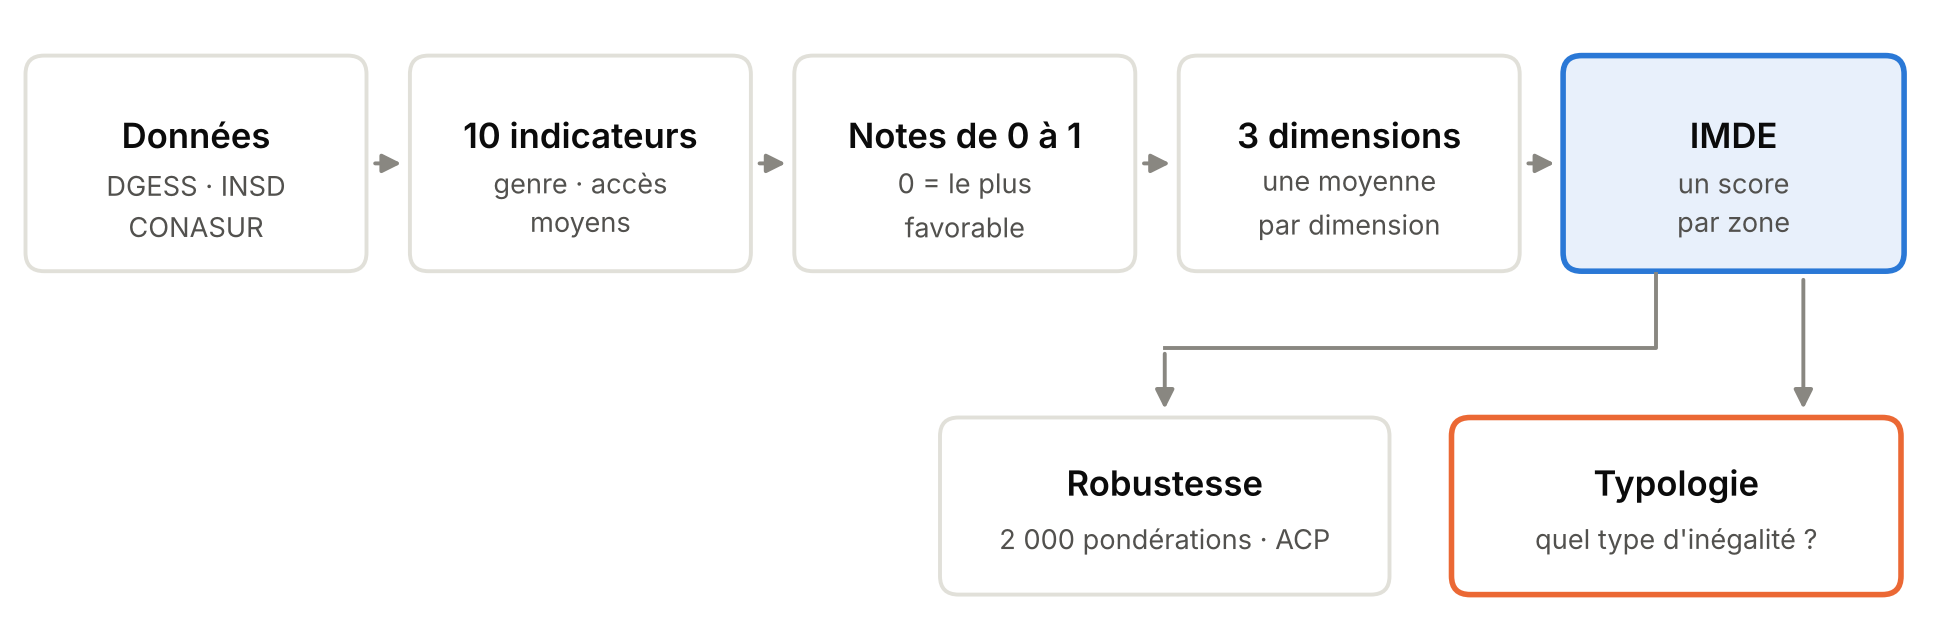 Données
DGESS · INSD
CONASUR
10 indicateurs
genre · accès
moyens
Notes de 0 à 1
0 = le plus
favorable
3 dimensions
une moyenne
par dimension
IMDE
un score
par zone
Robustesse
2 000 pondérations · ACP
Typologie
quel type d'inégalité ?